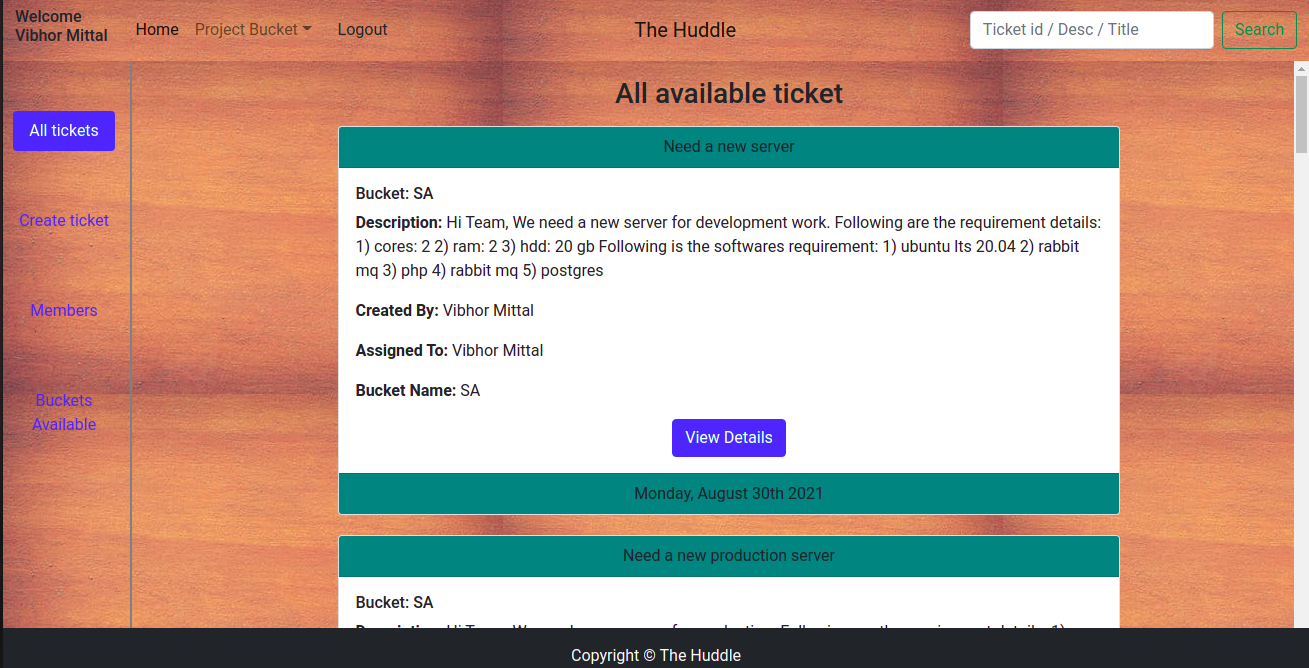 Welcome
Vibhor Mittal
Home
Project Bucket
Logout
The Huddle
Ticket id / Desc / Title
Search
All tickets
Create ticket
Members
Buckets
Available
All available ticket
Need a new server
Bucket: SA
Description: Hi Team, We need a new server for development work. Following are the requirement details:
1) cores: 2 2) ram: 2 3) hdd: 20 gb Following is the softwares requirement: 1) ubuntu lts 20.04 2) rabbit
mq 3) php 4) rabbit mq 5) postgres
Created By: Vibhor Mittal
Assigned To: Vibhor Mittal
Bucket Name: SA
View Details
Monday, August 30th 2021
Need a new production server
Bucket: SA
Copyright © The Huddle